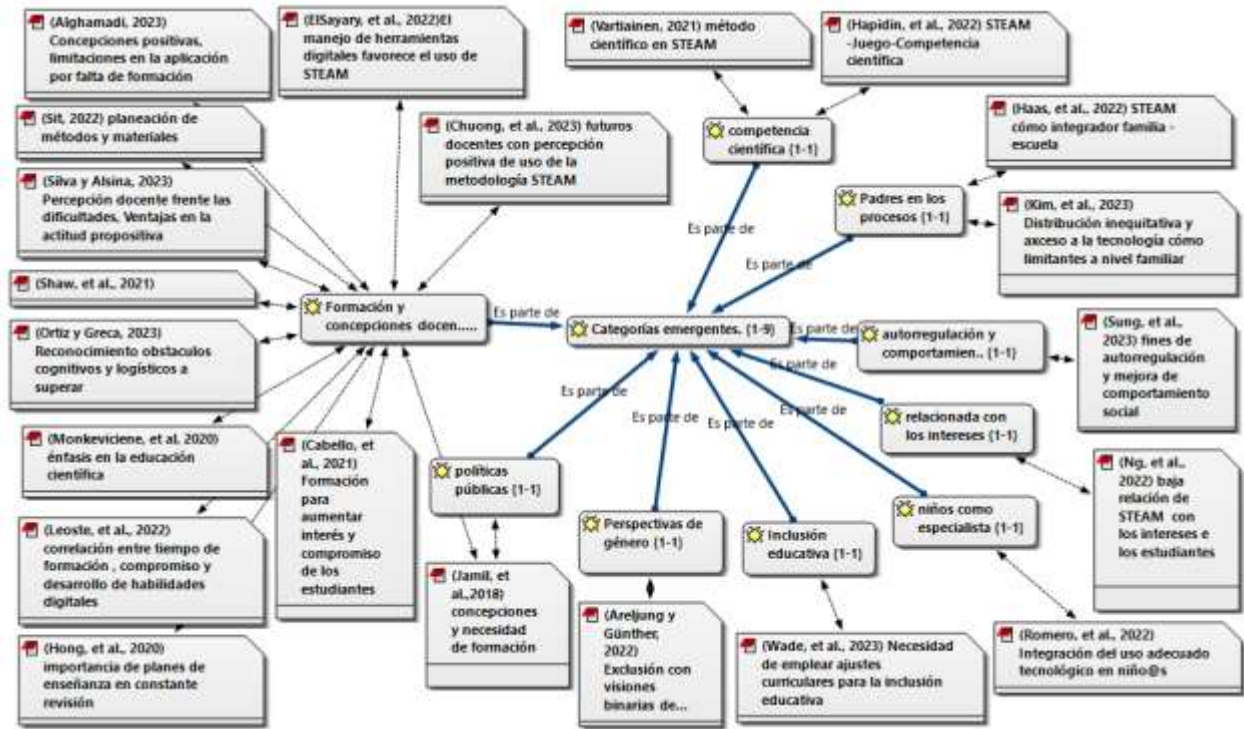 (Alghamadi, 2023)
Concepciones positivas,
limitaciones en la aplicación
por falta de formación
(ElSayary, et al., 2022)El
manejo de herramientas
digitales favorece el uso de
STEAM
(Vartiainen, 2021) método
científico en STEAM
(Hapidin, et al., 2022) STEAM
-Juego-Competencia
científica
(Sit, 2022) planeación de
métodos y materiales
(Chuong, et al., 2023) futuros
docentes con percepción
positiva de uso de la
metodología STEAM
competencia
científica {1-1}
(Haas, et al., 2022) STEAM
cómo integrador familia -
escuela
(Silva y Alsina, 2023)
Percepción docente frente las
dificultades, Ventajas en la
actitud propositiva
Padres en los
procesos {1-1}
(Kim, et al., 2023)
Distribución inequitativa y
axceso a la tecnología cómo
limitantes a nivel familiar
Es parte de
Es parte de
(Shaw, et al., 2021)
Formación y
concepciones docen.....
Es parte de
Categorías emergentes. {1-9}
Es parte de
autorregulación y
comportamien.. {1-1}
(Sung, et al.,
2023) fines de
autorregulación
y mejora de
comportamiento
social
(Ortiz y Greca, 2023)
Reconocimiento obstaculos
cognitivos y logísticos a
superar
Es parte de
Es parte de
Es parte de
Es parte de
Es parte de
relacionada con
los intereses {1-1}
(Monkeviciene, et al. 2020)
énfasis en la educación
científica
(Cabello, et
al., 2021)
Formación
para
aumentar
interés y
compromiso
de los
estudiantes
políticas
públicas {1-1}
(Ng, et al.,
2022) baja
relación de
STEAM con
los intereses e
los estudiantes
Perspectivas de
género {1-1}
Inclusión
educativa {1-1}
niños como
especialista {1-1}
(Leoste, et al., 2022)
correlación entre tiempo de
formación , compromiso y
desarrollo de habilidades
digitales
(Jamil, et
al.,2018)
concepciones
y necesidad
de formación
(Areljung y
Günther,
2022)
Exclusión con
visiones
binarias de...
(Wade, et al., 2023) Necesidad
de emplear ajustes
curriculares para la inclusión
educativa
(Romero, et al., 2022)
Integración del uso adecuado
tecnológico en niño@s
(Hong, et al., 2020)
importancia de planes de
enseñanza en constante
revisión